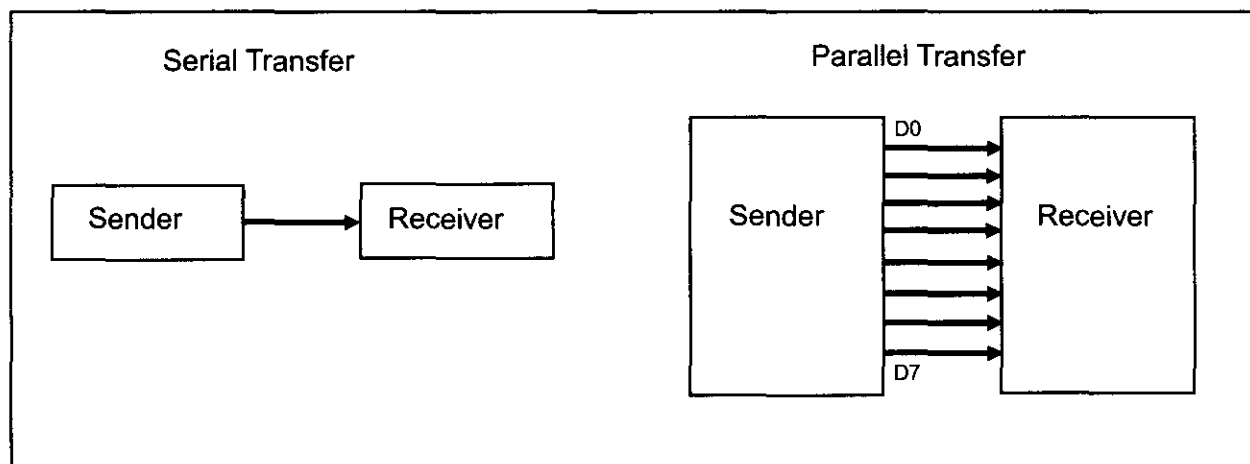 Serial Transfer
Sender
Receiver
Parallel Transfer
D0
Sender
Receiver
D7